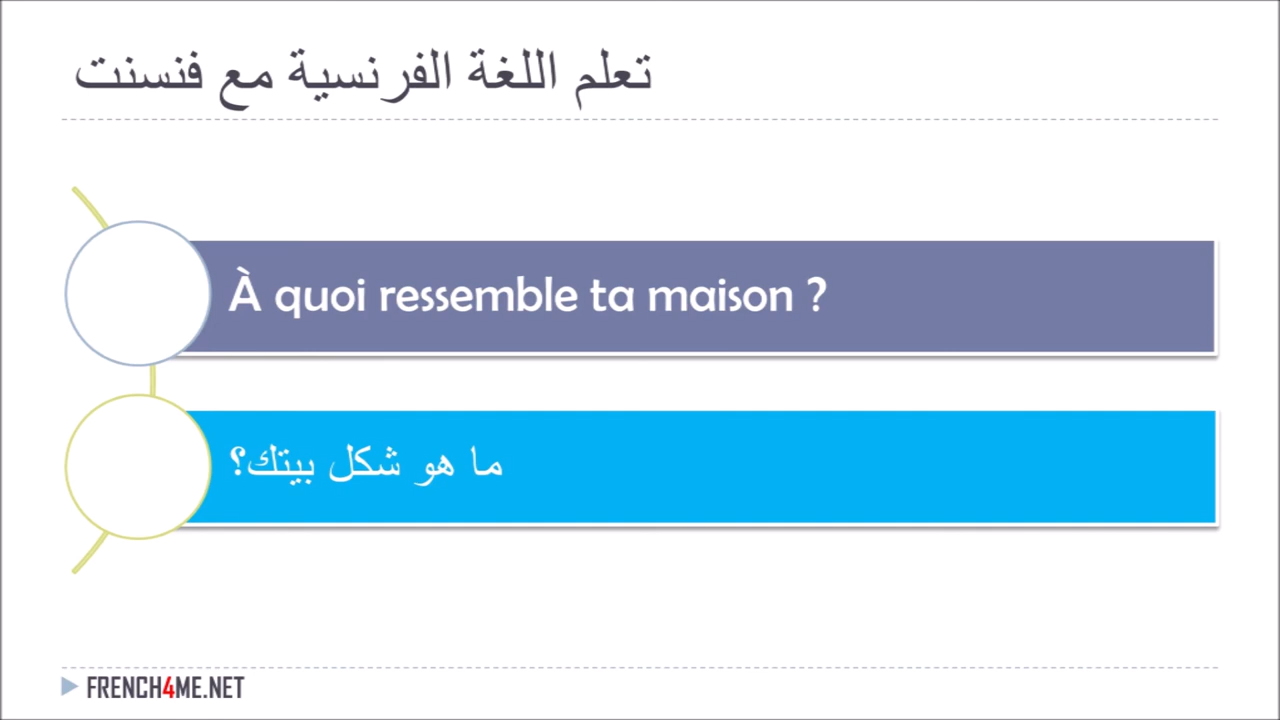 تعلم اللغة الفرنسية مع فنسنت
À quoi ressemble ta maison ?
ما هو شكل بيتك؟
FRENCH4ME.NET